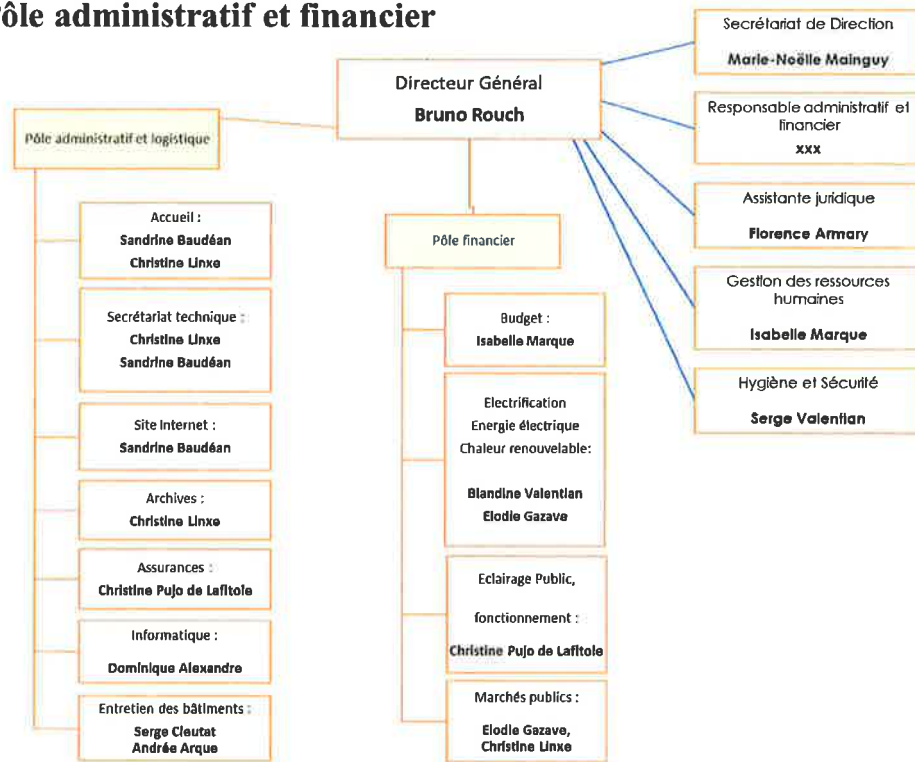 ôle administratif et financier
Directeur Général
Bruno Rouch
Secrétariat de Direction
Marie-Noëlle Mainguy
Responsable administratif et
financier
xxx
Assistante juridique
Florence Armary
Gestion des ressources
humaines
Isabelle Marque
Hygiène et Sécurité
Serge Valentian
Pôle administratif et logistique
Accueil :
Sandrine Baudéan
Christine Linxe
Secrétariat technique :
Christine Linxe
Sandrine Baudéan
Site Internet :
Sandrine Baudéan
Archives :
Christine Linxe
Assurances :
Christine Pujo de Lafitole
Informatique :
Dominique Alexandre
Entretien des bâtiments :
Serge Cieutat
Andrée Arque
Pôle financier
Budget :
Isabelle Marque
Electrification
Energie électrique
Chaleur renouvelable:
Blandine Valentian
Elodie Gazave
Eclairage Public,
fonctionnement :
Christine Pujo de Lafitole
Marchés publics :
Elodie Gazave,
Christine Linxe